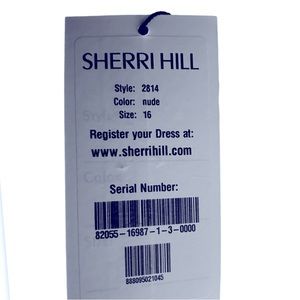 SHERRI HILL
Style: 2814
Color: nude
Size: 16
Register your Dress at:
www.sherrihill.com
Serial Number:
82055-16987-1-3-0000
888095021045